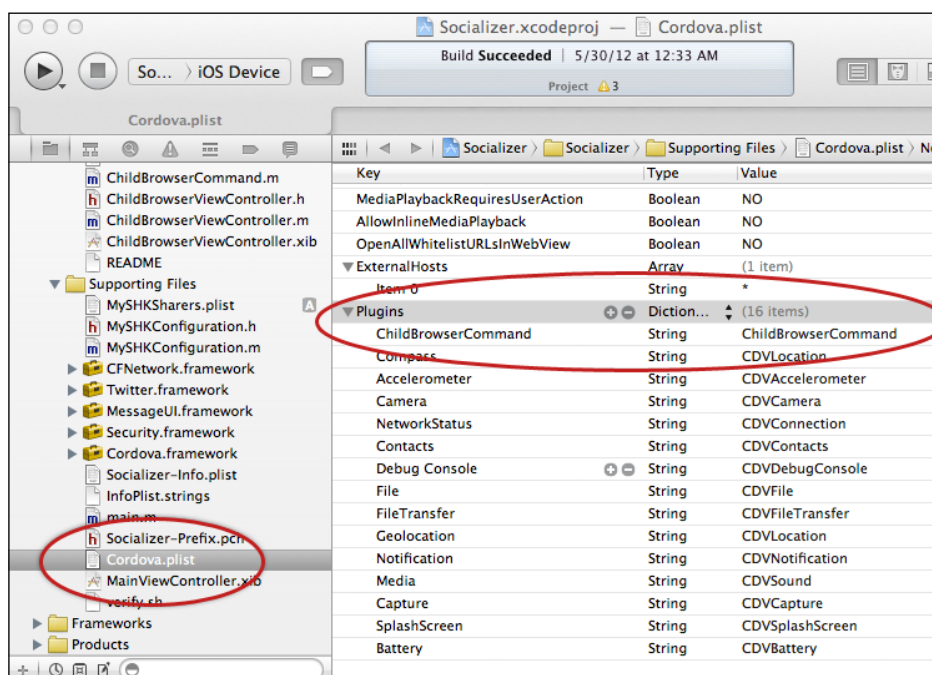 Socializer.xcodeproj — Cordova.plist
Build Succeeded | 5/30/12 at 12:33 AM
So... iOS Device
Project 3
Cordova.plist
Socializer Socializer Supporting Files Cordova.plist
Key Type Value
ChildBrowserCommand.m
ChildBrowserViewController.h
ChildBrowserViewController.m
ChildBrowserViewController.xib
README
Supporting Files
MySHKSharers.plist A
MySHKConfiguration.h
MySHKConfiguration.m
CFNetwork.framework
Twitter.framework
MessageUI.framework
Security.framework
Cordova.framework
Socializer-Info.plist
InfoPlist.strings
main.m
Socializer-Prefix.pch
Cordova.plist
MainViewController.xib
verify.sh
Frameworks
Products
MediaPlaybackRequiresUserAction Boolean NO
AllowInlineMediaPlayback Boolean NO
OpenAllWhitelistURLsInWebView Boolean NO
ExternalHosts Array (1 item)
Item 0 String *
Plugins Diction... (16 items)
ChildBrowserCommand String ChildBrowserCommand
Compass String CDVLocation
Accelerometer String CDVAccelerometer
Camera String CDVCamera
NetworkStatus String CDVConnection
Contacts String CDVContacts
Debug Console String CDVDebugConsole
File String CDVFile
FileTransfer String CDVFileTransfer
Geolocation String CDVLocation
Notification String CDVNotification
Media String CDVSound
Capture String CDVCapture
SplashScreen String CDVSplashScreen
Battery String CDVBattery